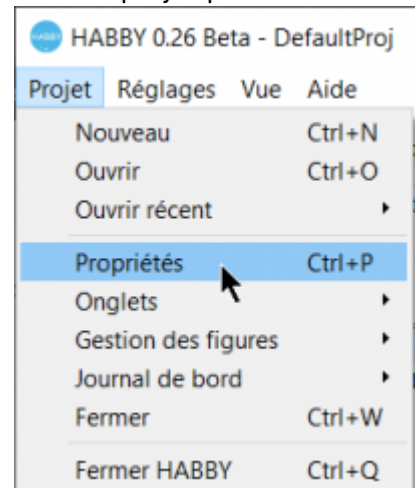 HABBY HABBY 0.26 Beta - DefaultProj
Projet Réglages Vue Aide
Nouveau Ctrl+N
Ouvrir Ctrl+O
Ouvrir récent
Propriétés Ctrl+P
Onglets
Gestion des figures
Journal de bord
Fermer Ctrl+W
Fermer HABBY Ctrl+Q